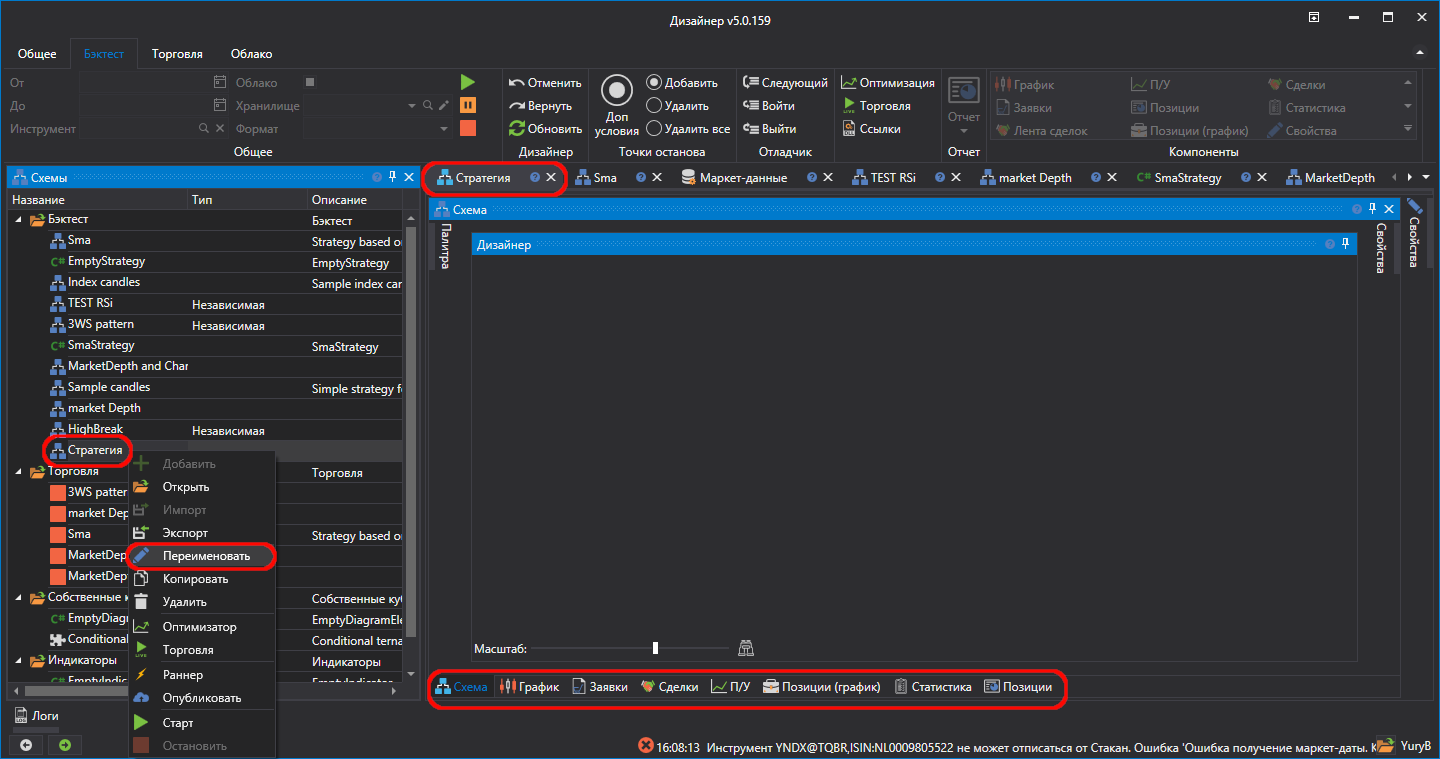 Дизайнер v5.0.159
Общее Бэктест Торговля Облако
От Облако
До Хранилище
Инструмент Формат
Общее
Отменить
Вернуть
Обновить
Дизайнер
Доп условия
Добавить
Удалить
Удалить все
Точки останова
Следующий
Войти
Выйти
Отладчик
Оптимизация
Торговля
Ссылки
Отчет
Отчет
График П/У Сделки
Заявки Позиции Статистика
Лента сделок Позиции (график) Свойства
Компоненты
Схемы
Название Тип Описание
Бэктест Бэктест
Sma Strategy based o
C# EmptyStrategy EmptyStrategy
Index candles Sample index car
TEST RSi Независимая
3WS pattern Независимая
C# SmaStrategy SmaStrategy
MarketDepth and Char
Sample candles Simple strategy f
market Depth
HighBreak Независимая
Стратегия
Торговля Торговля
3WS patter
market Dep
Sma Strategy based o
MarketDep
MarketDept
Собственные к Собственные ку
C# EmptyDiagr EmptyDiagramEle
Conditional Conditional terna
Индикаторы Индикаторы
C# EmptyIndic EmptyIndicator
Добавить
Открыть
Импорт
Экспорт
Переименовать
Копировать
Удалить
Оптимизатор
Торговля
Раннер
Опубликовать
Старт
Остановить
Стратегия Sma Маркет-данные TEST RSi market Depth C# SmaStrategy MarketDepth
Схема
Палитра
Дизайнер
Свойства
Свойства
Масштаб:
Схема График Заявки Сделки П/У Позиции (график) Статистика Позиции
Логи
16:08:13 Инструмент YNDX@TQBR,ISIN:NL0009805522 не может отписаться от Стакан. Ошибка 'Ошибка получение маркет-даты. К
YuryB